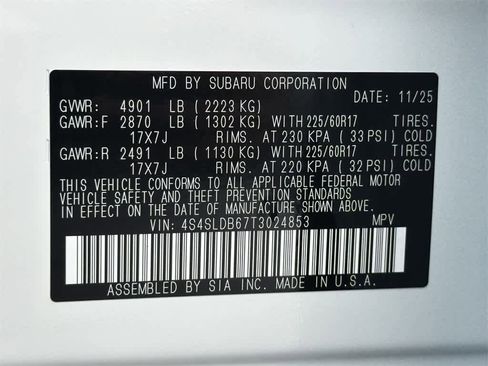 MFD BY SUBARU CORPORATION
GVWR: 4901 LB ( 2223 KG) DATE: 11/25
GAWR:F 2870 LB ( 1302 KG) WITH 225/60R17 TIRES.
17X7J RIMS. AT 230 KPA ( 33 PSI) COLD
GAWR:R 2491 LB ( 1130 KG) WITH 225/60R17 TIRES.
17X7J RIMS. AT 220 KPA ( 32 PSI) COLD
THIS VEHICLE CONFORMS TO ALL APPLICABLE FEDERAL MOTOR
VEHICLE SAFETY AND THEFT PREVENTION STANDARDS
IN EFFECT ON THE DATE OF MANUFACTURE SHOWN ABOVE.
VIN: 4S4SLDB67T3024853 MPV
ASSEMBLED BY SIA INC. MADE IN U.S.A.